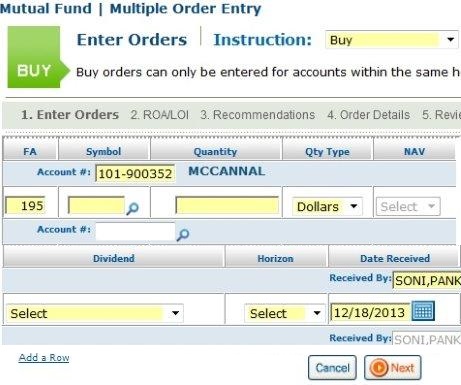 Mutual Fund | Multiple Order Entry
Enter Orders Instruction: Buy
BUY Buy orders can only be entered for accounts within the same h
1. Enter Orders 2. ROA/LOI 3. Recommendations 4. Order Details 5. Revie
FA Symbol Quantity Qty Type NAV
Account #: 101-900352 MCCANNAL
195 Dollars Select
Account #:
Dividend Horizon Date Received
Received By: SONI,PANK
Select Select 12/18/2013
Received By: SONI,PANK
Add a Row Cancel Next